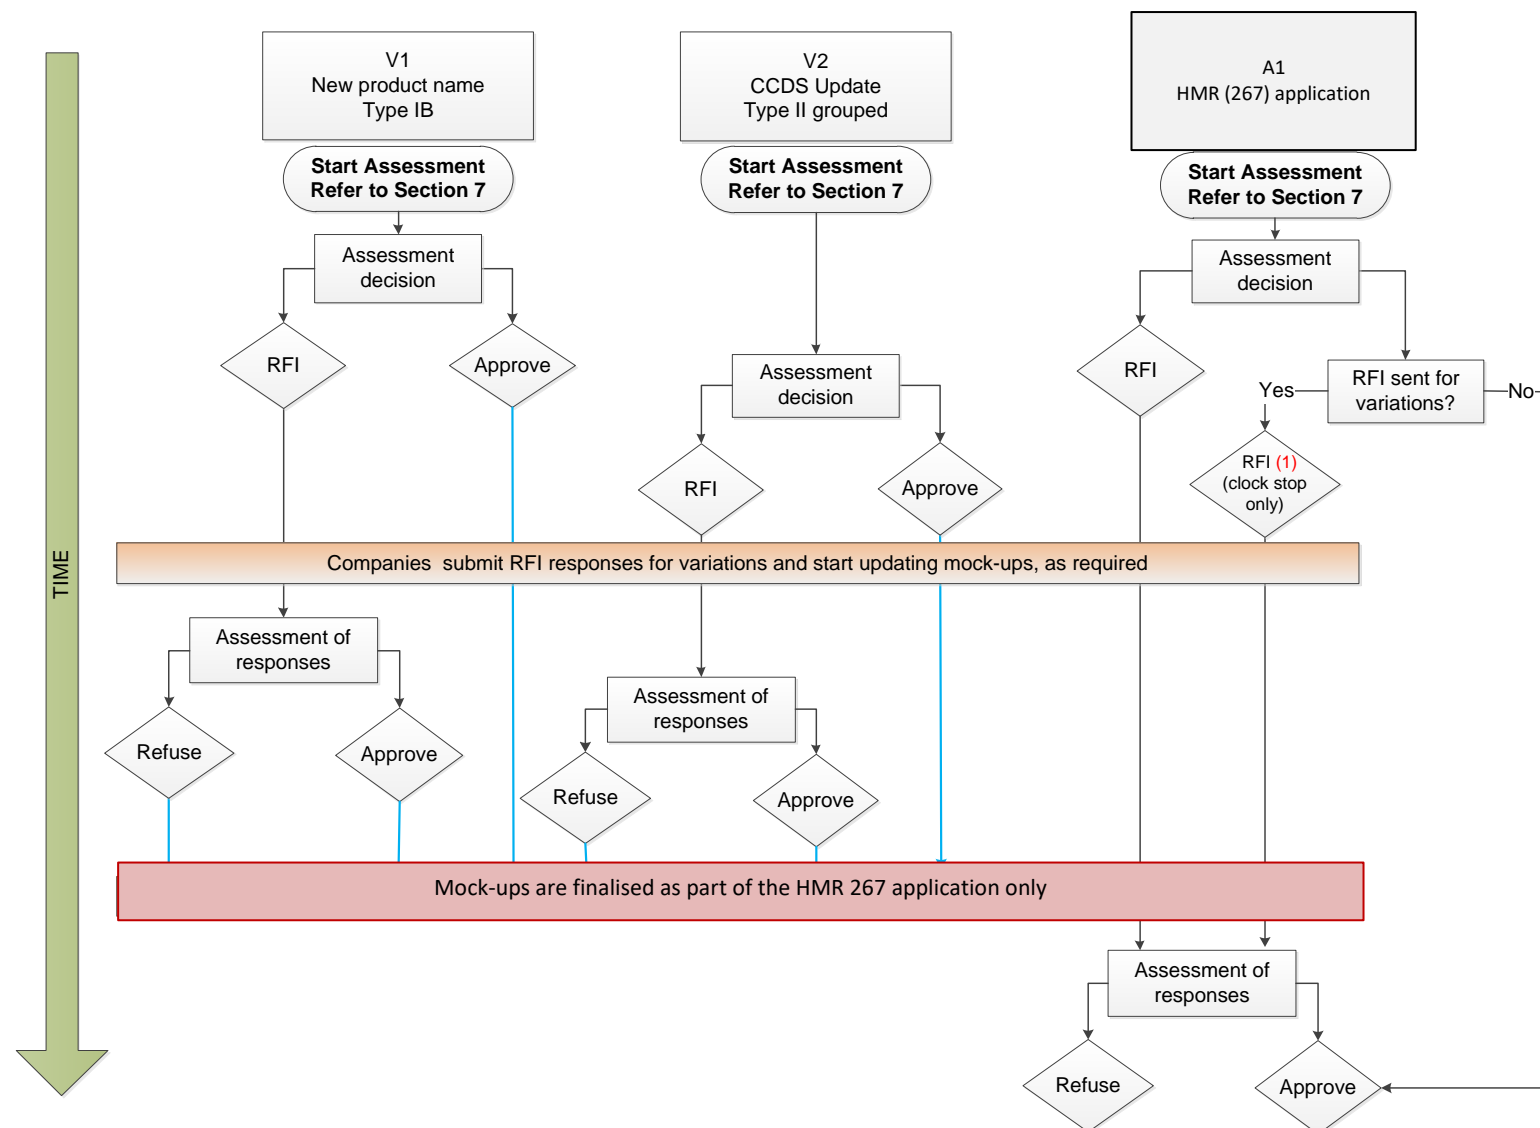 V1
New product name
Type IB
V2
CCDS Update
Type II grouped
A1
HMR (267) application
Start Assessment
Refer to Section 7
Start Assessment
Refer to Section 7
Start Assessment
Refer to Section 7
Assessment
decision
Assessment
decision
RFI
Approve
Assessment
decision
RFI
RFI sent for
variations?
Yes
No
RFI
Approve
RFI (1)
(clock stop
only)
TIME
Companies submit RFI responses for variations and start updating mock-ups, as required
Assessment of
responses
Assessment of
responses
Refuse
Approve
Refuse
Approve
Mock-ups are finalised as part of the HMR 267 application only
Assessment of
responses
Refuse
Approve